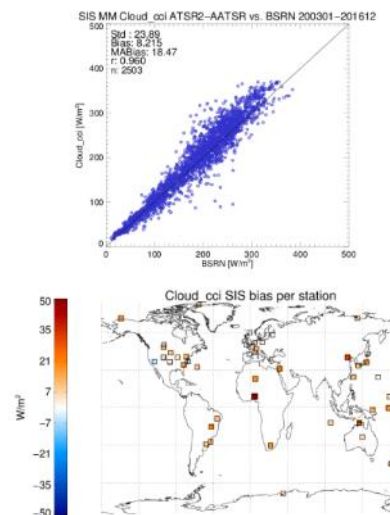 SIS MM Cloud_cci ATSR2-AATSR vs. BSRN 200301-201612
Std : 23.89
Bias: 8.215
MABias: 18.47
r: 0.960
n: 2503
500
400
300
200
100
0
Cloud_cci [W/m²]
0 100 200 300 400 500
BSRN [W/m²]
Cloud_cci SIS bias per station
50
35
21
7
-7
-21
-35
-50
W/m²